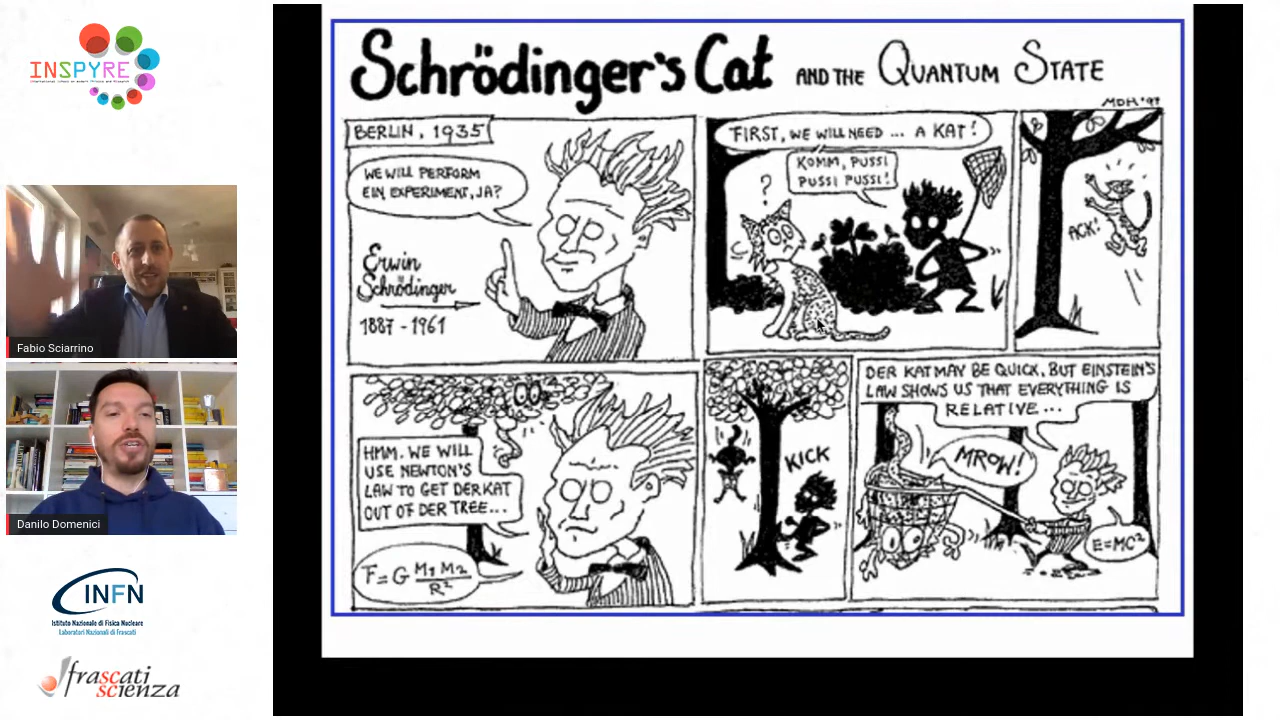 INSPYRE
Fabio Sciarrino
Danilo Domenici
INFN
Istituto Nazionale di Fisica Nucleare
Laboratori Nazionali di Frascati
frascati
scienza
Schrödinger's Cat AND THE QUANTUM STATE
MDH '97
BERLIN, 1935
WE WILL PERFORM
EIN EXPERIMENT, JA?
Erwin
Schrödinger
1887 - 1961
FIRST, WE WILL NEED ... A KAT!
KOMM, PUSSI
PUSSI PUSSI!
?
ACK!
HMM. WE WILL
USE NEWTON'S
LAW TO GET DER KAT
OUT OF DER TREE...
F=G M1 M2
R²
KICK
DER KAT MAY BE QUICK, BUT EINSTEIN'S
LAW SHOWS US THAT EVERYTHING IS
RELATIVE...
MROW!
E=MC²